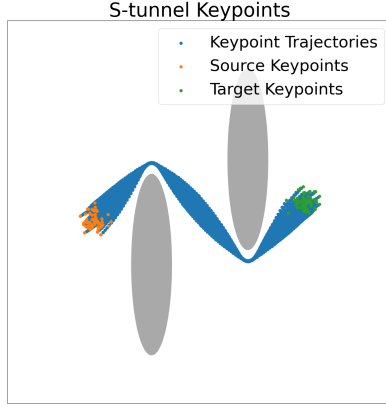 S-tunnel Keypoints
Keypoint Trajectories
Source Keypoints
Target Keypoints